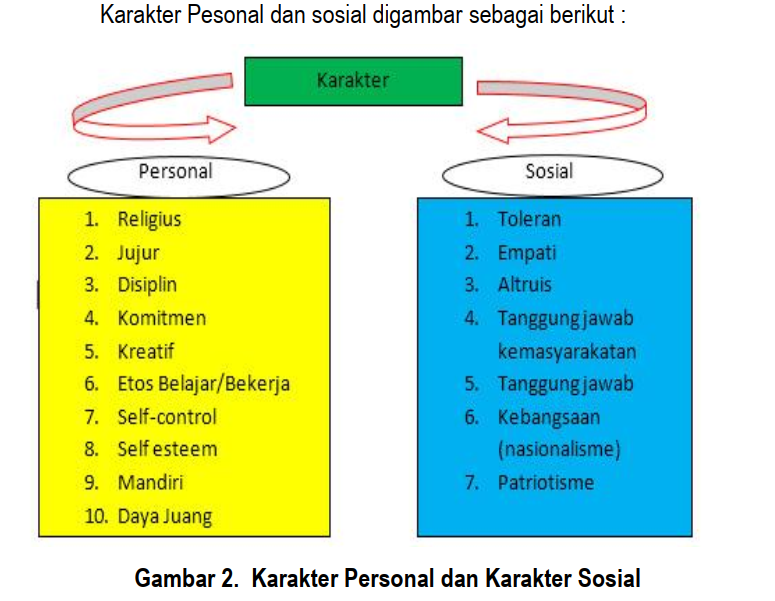 Karakter Pesonal dan sosial digambar sebagai berikut :
Karakter
Personal
1. Religius
2. Jujur
3. Disiplin
4. Komitmen
5. Kreatif
6. Etos Belajar/Bekerja
7. Self-control
8. Self esteem
9. Mandiri
10. Daya Juang
Sosial
1. Toleran
2. Empati
3. Altruis
4. Tanggung jawab
kemasyarakatan
5. Tanggung jawab
6. Kebangsaan
(nasionalisme)
7. Patriotisme
Gambar 2. Karakter Personal dan Karakter Sosial